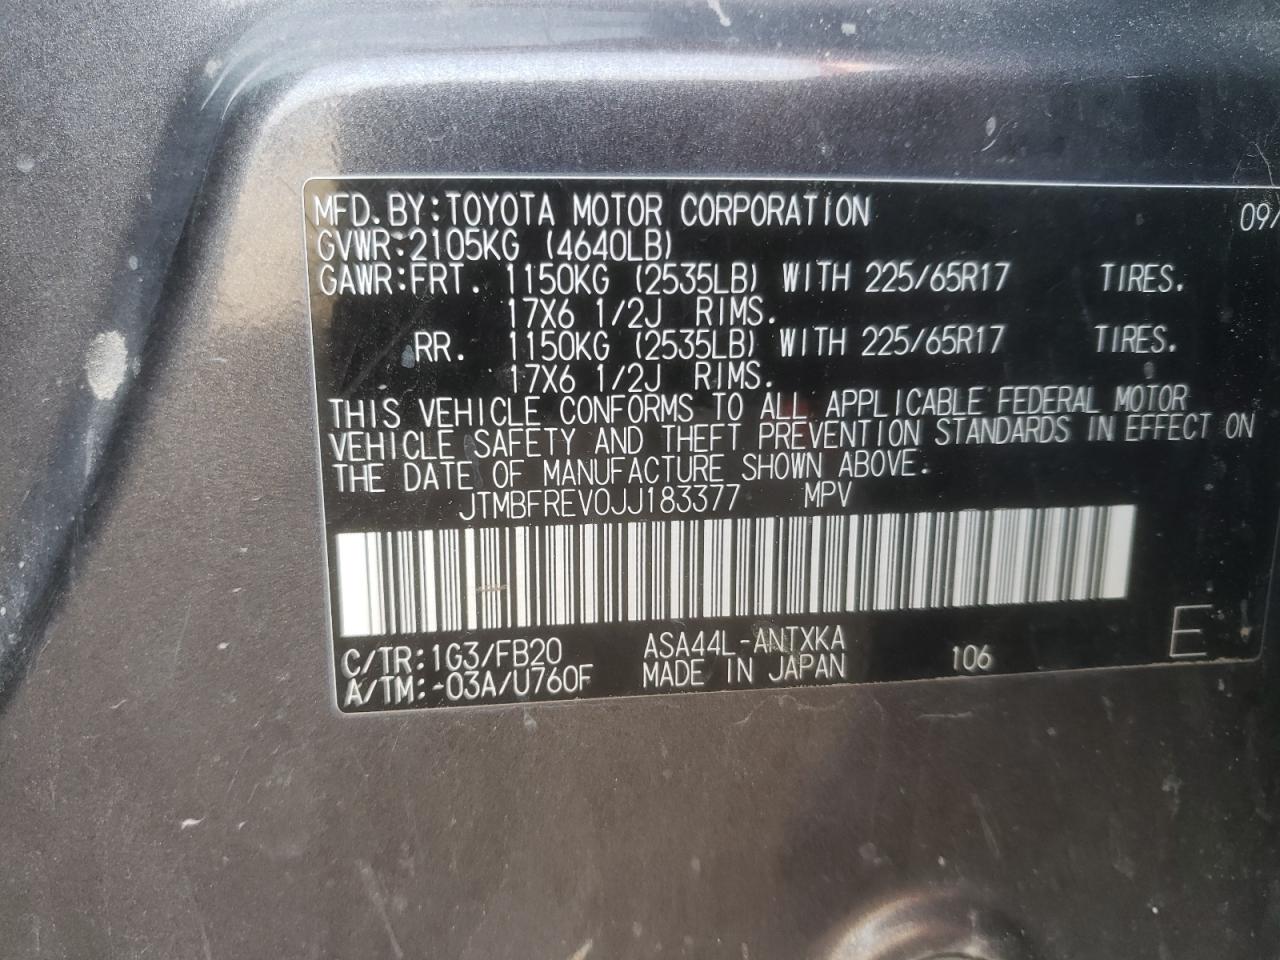 MFD.BY:TOYOTA MOTOR CORPORATION 09/
GVWR:2105KG (4640LB)
GAWR:FRT. 1150KG (2535LB) WITH 225/65R17 TIRES.
17X6 1/2J RIMS.
RR. 1150KG (2535LB) WITH 225/65R17 TIRES.
17X6 1/2J RIMS.
THIS VEHICLE CONFORMS TO ALL APPLICABLE FEDERAL MOTOR
VEHICLE SAFETY AND THEFT PREVENTION STANDARDS IN EFFECT ON
THE DATE OF MANUFACTURE SHOWN ABOVE.
JTMBFREV0JJ183377 MPV
C/TR:1G3/FB20 ASA44L-ANTXKA
A/TM:-03A/U760F MADE IN JAPAN 106 E